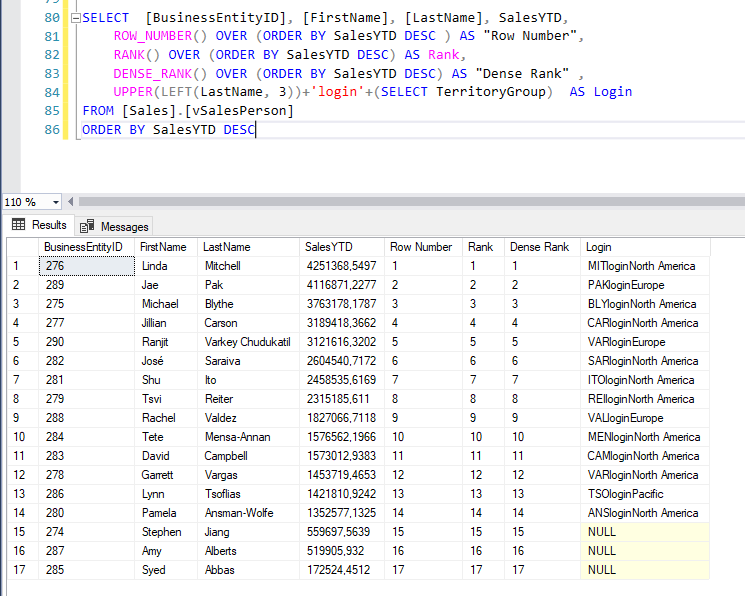 80 SELECT [BusinessEntityID], [FirstName], [LastName], SalesYTD,
81 ROW_NUMBER() OVER (ORDER BY SalesYTD DESC ) AS "Row Number",
82 RANK() OVER (ORDER BY SalesYTD DESC) AS Rank,
83 DENSE_RANK() OVER (ORDER BY SalesYTD DESC) AS "Dense Rank" ,
84 UPPER(LEFT(LastName, 3))+'login'+(SELECT TerritoryGroup) AS Login
85 FROM [Sales].[vSalesPerson]
86 ORDER BY SalesYTD DESC
110 %
Results Messages
BusinessEntityID FirstName LastName SalesYTD Row Number Rank Dense Rank Login
1 276 Linda Mitchell 4251368,5497 1 1 1 MITloginNorth America
2 289 Jae Pak 4116871,2277 2 2 2 PAKloginEurope
3 275 Michael Blythe 3763178,1787 3 3 3 BLYloginNorth America
4 277 Jillian Carson 3189418,3662 4 4 4 CARloginNorth America
5 290 Ranjit Varkey Chudukatil 3121616,3202 5 5 5 VARloginEurope
6 282 José Saraiva 2604540,7172 6 6 6 SARloginNorth America
7 281 Shu Ito 2458535,6169 7 7 7 ITOloginNorth America
8 279 Tsvi Reiter 2315185,611 8 8 8 REIloginNorth America
9 288 Rachel Valdez 1827066,7118 9 9 9 VALloginEurope
10 284 Tete Mensa-Annan 1576562,1966 10 10 10 MENloginNorth America
11 283 David Campbell 1573012,9383 11 11 11 CAMloginNorth America
12 278 Garrett Vargas 1453719,4653 12 12 12 VARloginNorth America
13 286 Lynn Tsoflias 1421810,9242 13 13 13 TSOloginPacific
14 280 Pamela Ansman-Wolfe 1352577,1325 14 14 14 ANSloginNorth America
15 274 Stephen Jiang 559697,5639 15 15 15 NULL
16 287 Amy Alberts 519905,932 16 16 16 NULL
17 285 Syed Abbas 172524,4512 17 17 17 NULL